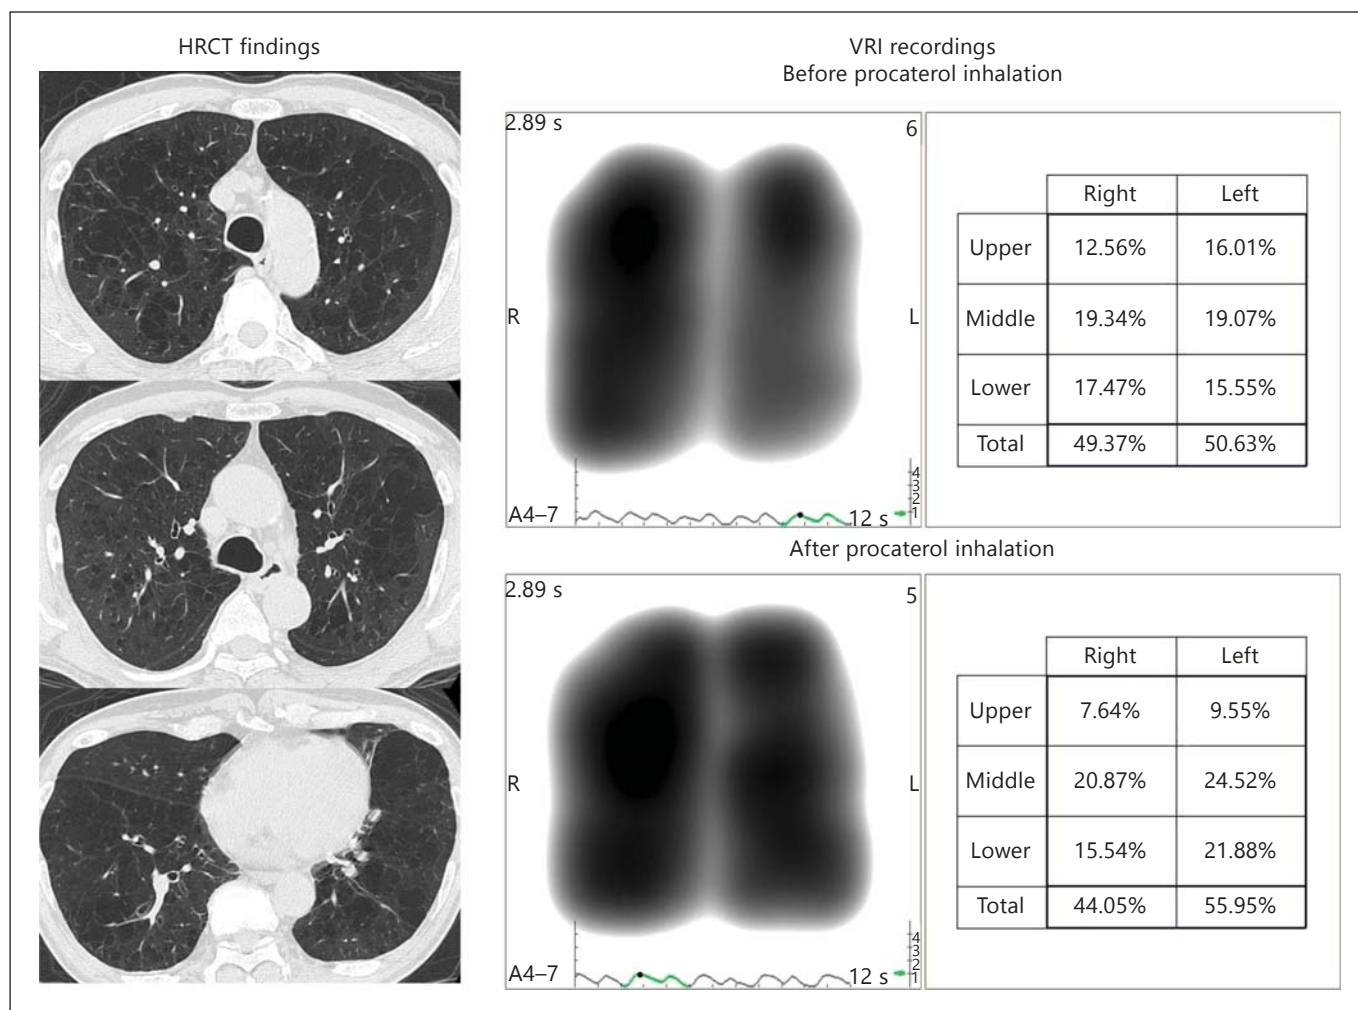 HRCT findings
VRI recordings
Before procaterol inhalation
2.89 s
6
R
L
4
3
2
1
A4–7
12 s
Right Left
Upper 12.56% 16.01%
Middle 19.34% 19.07%
Lower 17.47% 15.55%
Total 49.37% 50.63%
After procaterol inhalation
2.89 s
5
R
L
4
3
2
1
A4–7
12 s
Right Left
Upper 7.64% 9.55%
Middle 20.87% 24.52%
Lower 15.54% 21.88%
Total 44.05% 55.95%